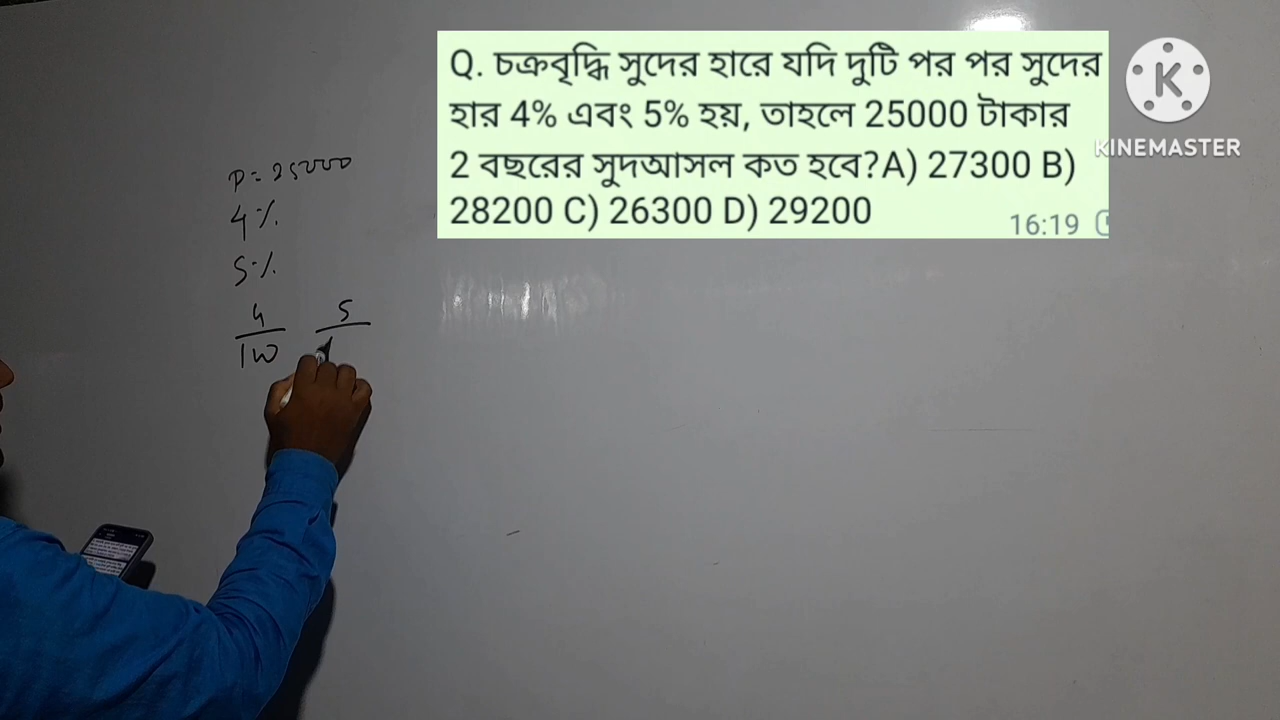 Q. চক্রবৃদ্ধি সুদের হারে যদি দুটি পর পর সুদের
হার 4% এবং 5% হয়, তাহলে 25000 টাকার
2 বছরের সুদআসল কত হবে?A) 27300 B)
28200 C) 26300 D) 29200
16:19
KINEMASTER
P = 25000
4%
5%
4 5
100 1